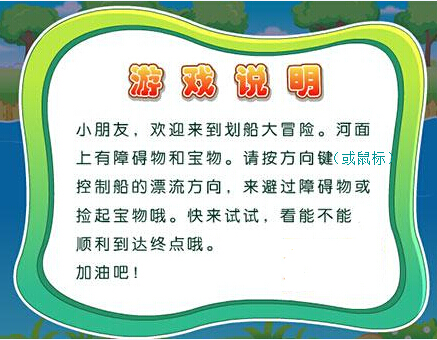 游戏说明
小朋友，欢迎来到划船大冒险。河面
上有障碍物和宝物。请按方向键(或鼠标)
控制船的漂流方向，来避过障碍物或
捡起宝物哦。快来试试，看能不能
顺利到达终点哦。
加油吧！